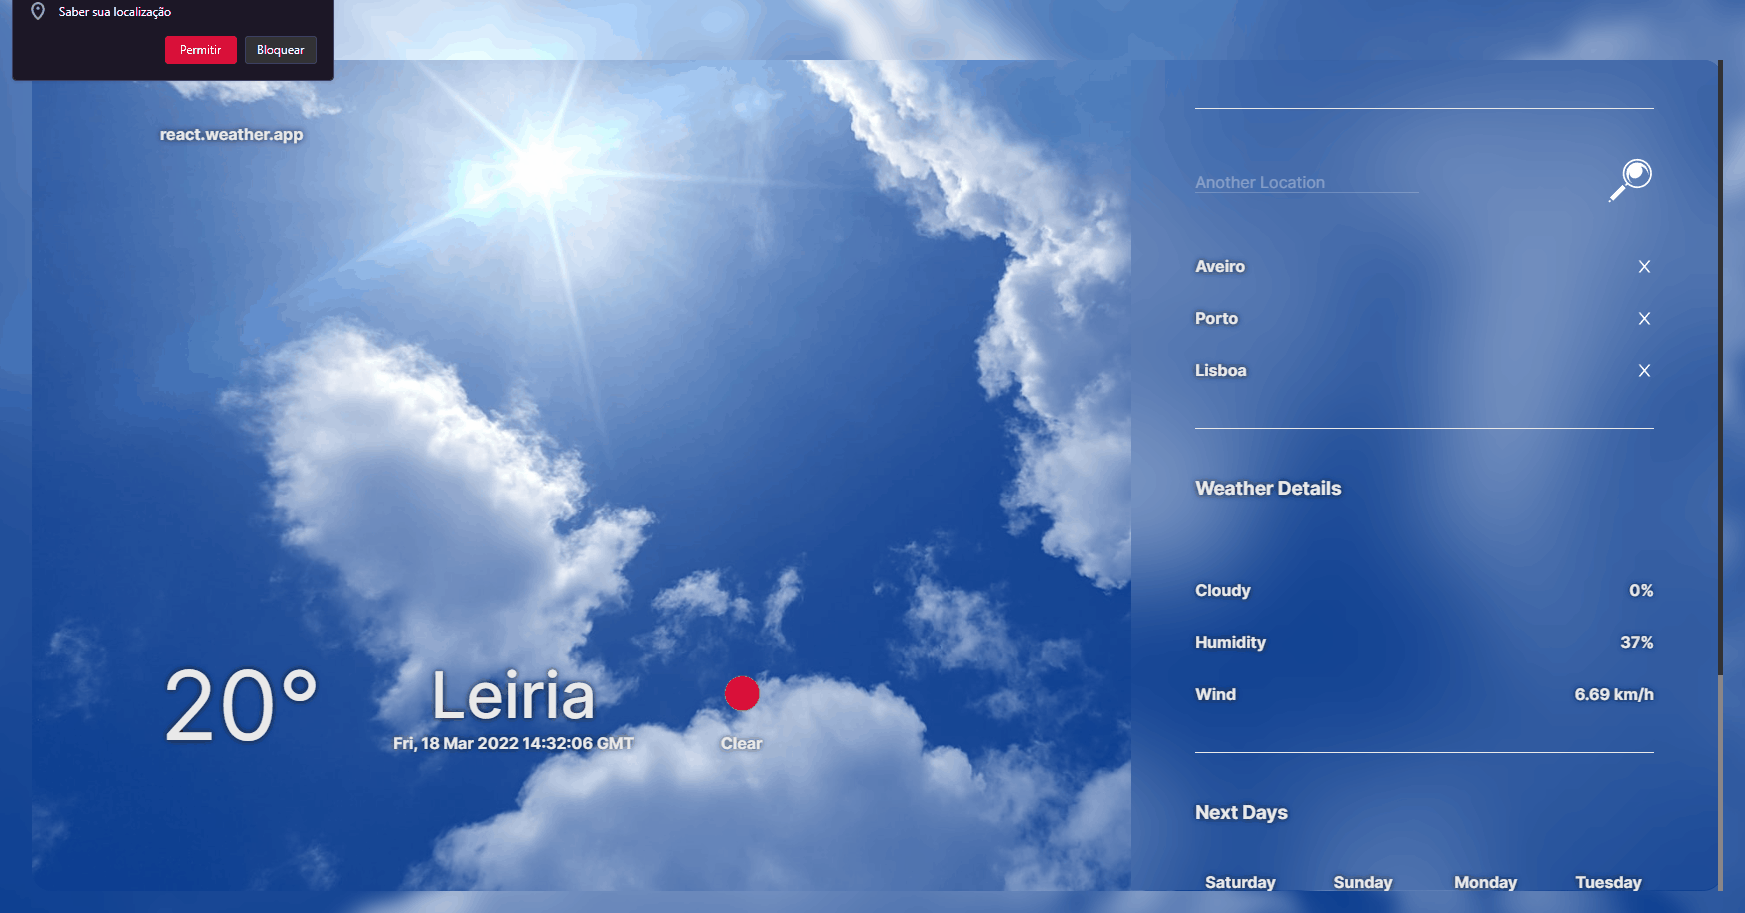 Saber sua localização
Permitir Bloquear
react.weather.app
Another Location
Aveiro X
Porto X
Lisboa X
Weather Details
Cloudy 0%
Humidity 37%
Wind 6.69 km/h
20° Leiria
Fri, 18 Mar 2022 14:32:06 GMT Clear
Next Days
Saturday Sunday Monday Tuesday